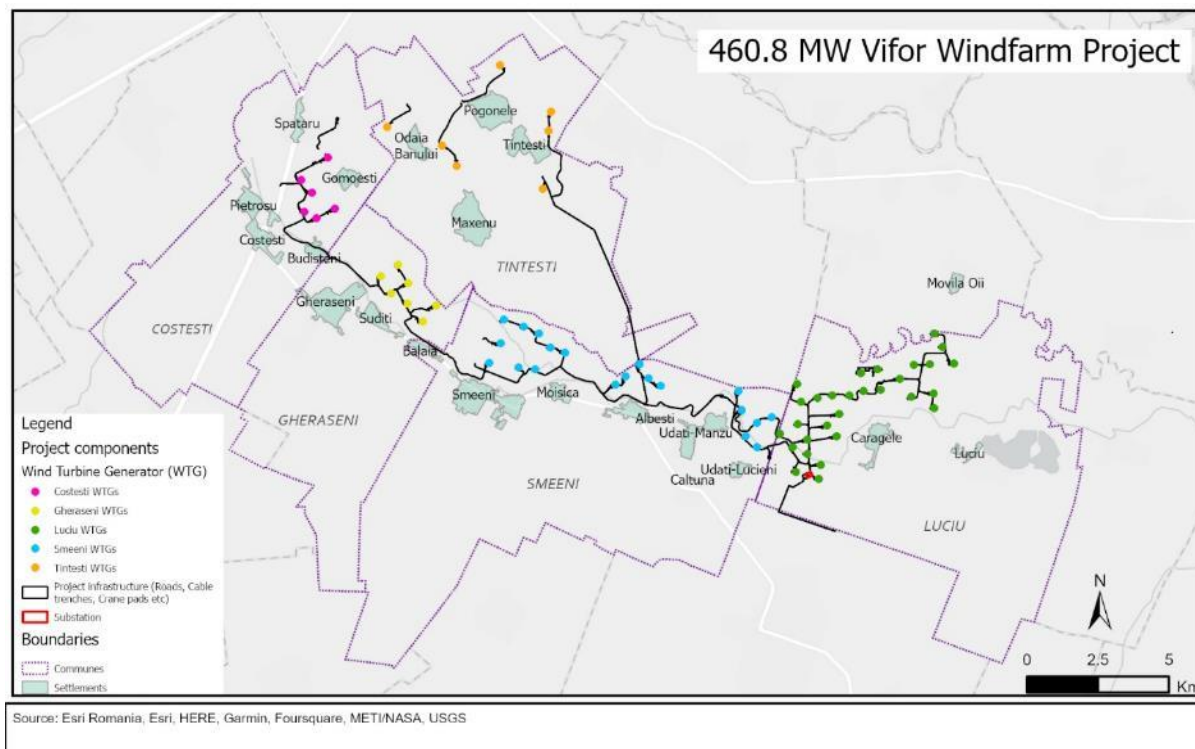 460.8 MW Vifor Windfarm Project
Pogonele
Spataru
Odaia
Banului
Tintesti
Gomoesti
Pietrosu
Maxenu
Costesti
Budisteni
TINTESTI
Movila Oii
Gheraseni
Suditi
COSTESTI
Balaia
Smeeni
Moisica
Albesti
Udati-Manzu
Caragele
Luciu
GHERASENI
Udati-Lucieni
Caltuna
SMEENI
LUCIU
Legend
Project components
Wind Turbine Generator (WTG)
Costesti WTGs
Gheraseni WTGs
Luciu WTGs
Smeeni WTGs
Tintesti WTGs
Project infrastructure (Roads, Cable
trenches, Crane pads etc)
Substation
Boundaries
Communes
Settlements
N
0 2.5 5
Km
Source: Esri Romania, Esri, HERE, Garmin, Foursquare, METI/NASA, USGS